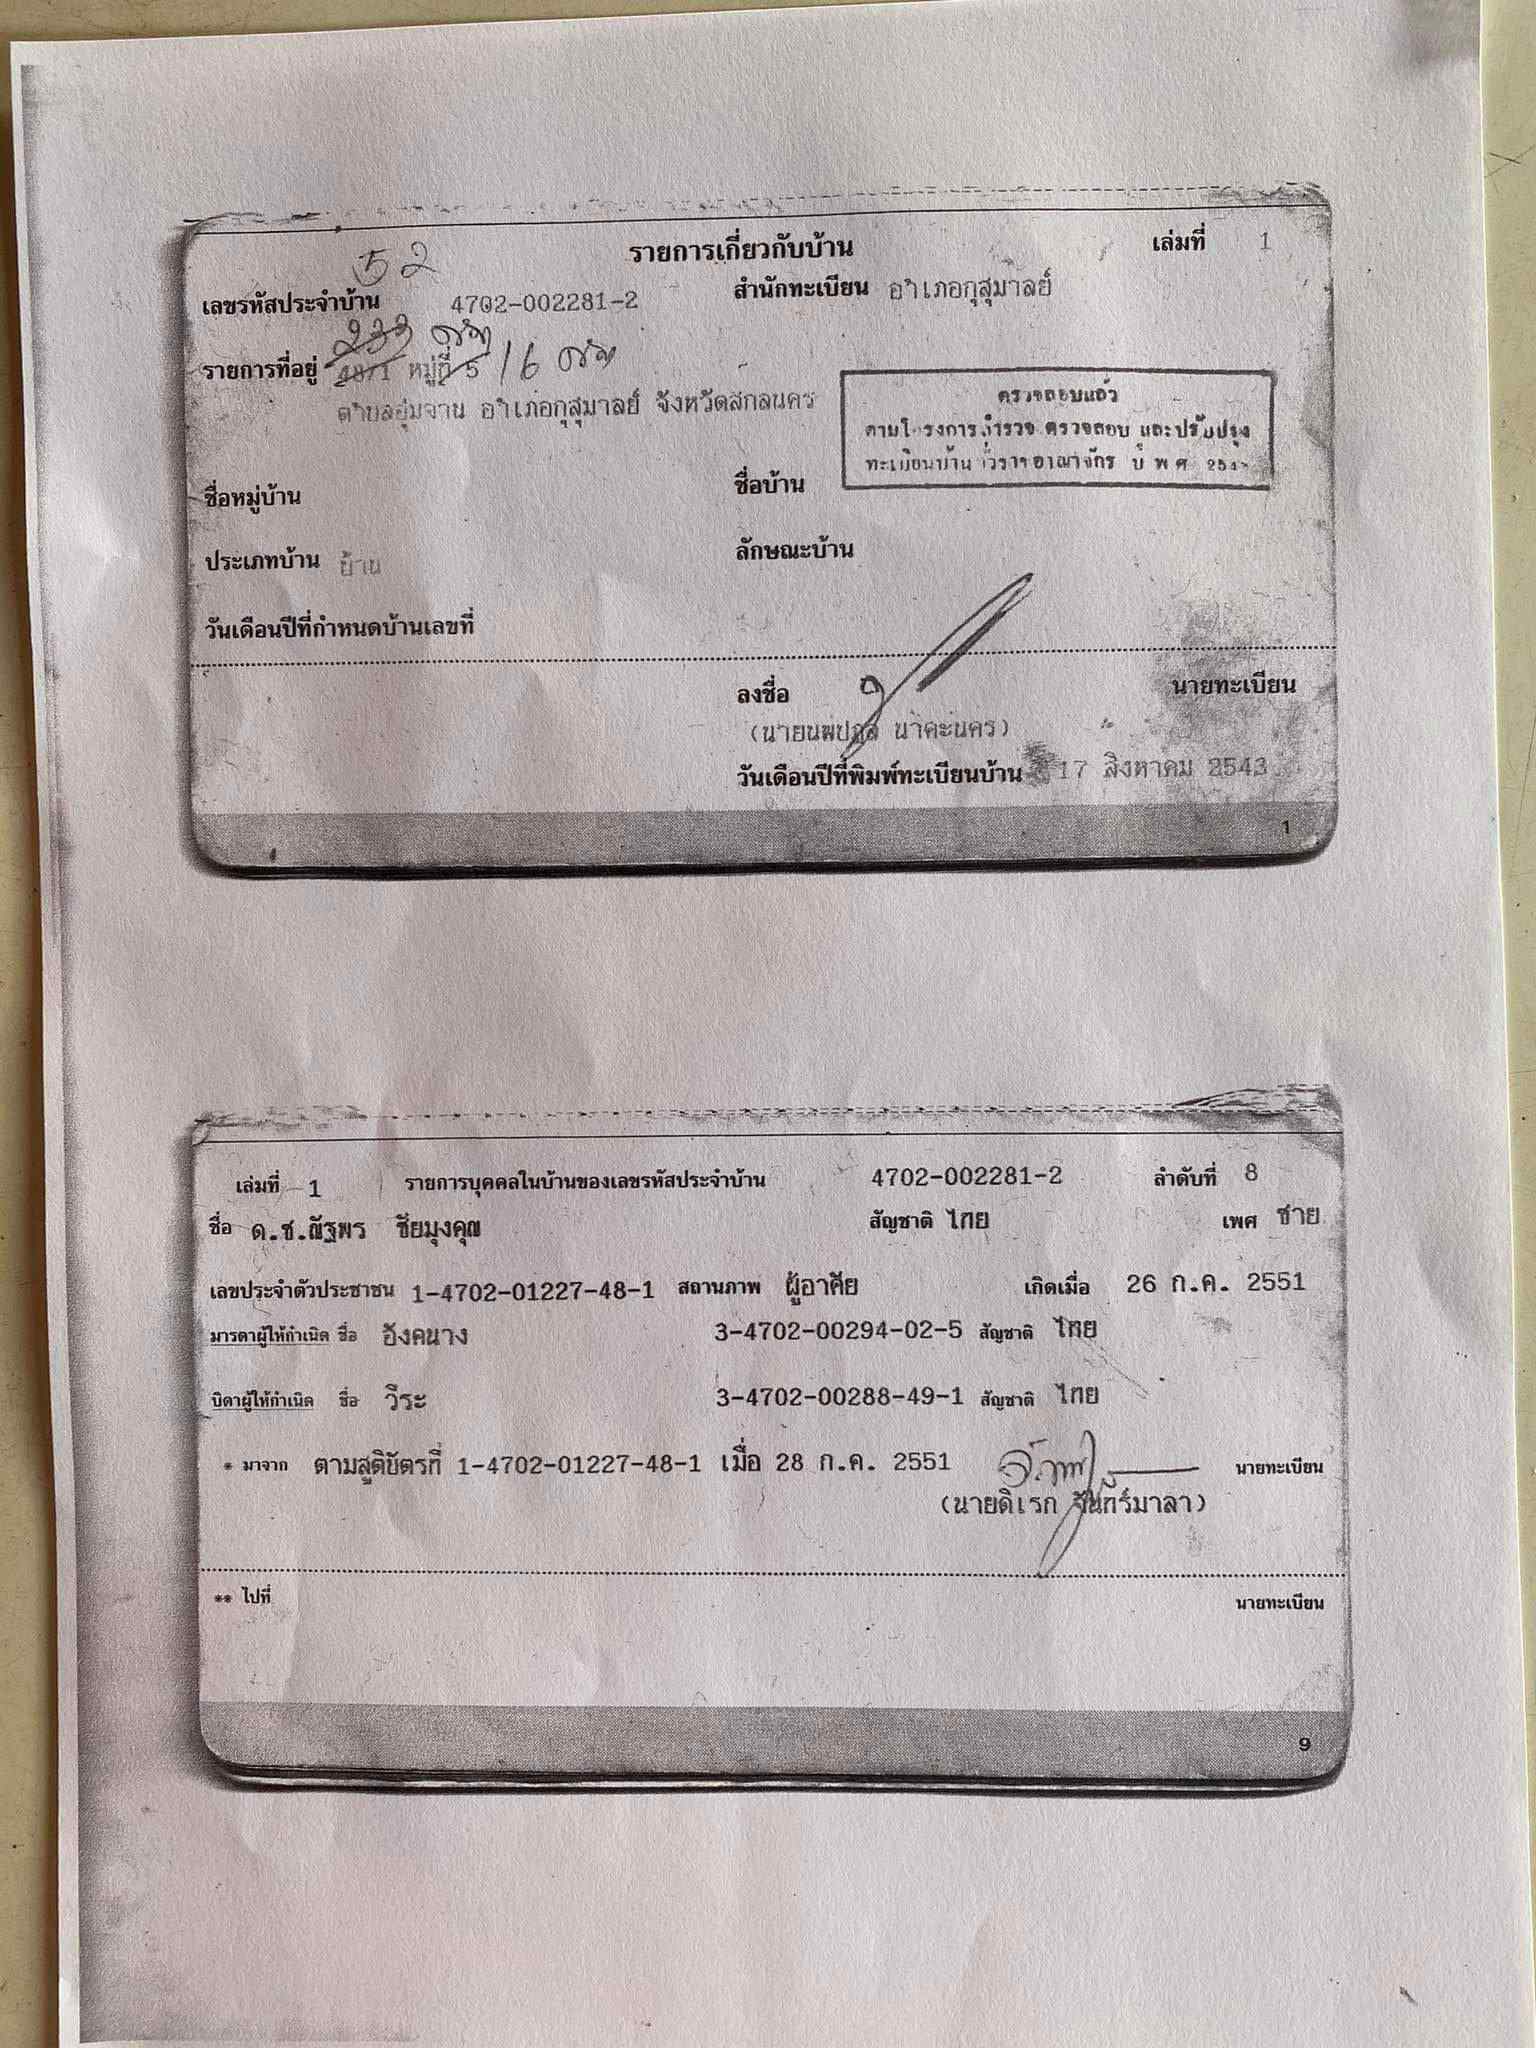 รายการเกี่ยวกับบ้าน เล่มที่ 1
52
เลขรหัสประจำบ้าน 4702-002281-2 สำนักทะเบียน อำเภอกุสุมาลย์
233
รายการที่อยู่ 48/1 หมู่ที่ 5 16
ตำบลอุ่มจาน อำเภอกุสุมาลย์ จังหวัดสกลนคร
ตรวจสอบแล้ว
ตามโครงการสำรวจ ตรวจสอบ และปรับปรุง
ทะเบียนบ้าน ทั่วราชอาณาจักร ปี พ ศ
ชื่อหมู่บ้าน ชื่อบ้าน
ประเภทบ้าน บ้าน ลักษณะบ้าน
วันเดือนปีที่กำหนดบ้านเลขที่
ลงชื่อ นายทะเบียน
(นายนพปฎล นาคะนคร)
วันเดือนปีที่พิมพ์ทะเบียนบ้าน 17 สิงหาคม 2543
1
เล่มที่ 1 รายการบุคคลในบ้านของเลขรหัสประจำบ้าน 4702-002281-2 ลำดับที่ 8
ชื่อ ด.ช.ณัฐพร ชัยมุงคุณ สัญชาติ ไทย เพศ ชาย
เลขประจำตัวประชาชน 1-4702-01227-48-1 สถานภาพ ผู้อาศัย เกิดเมื่อ 26 ก.ค. 2551
มารดาผู้ให้กำเนิด ชื่อ อังคนาง 3-4702-00294-02-5 สัญชาติ ไทย
บิดาผู้ให้กำเนิด ชื่อ วีระ 3-4702-00288-49-1 สัญชาติ ไทย
* มาจาก ตามสูติบัตรที่ 1-4702-01227-48-1 เมื่อ 28 ก.ค. 2551 นายทะเบียน
(นายดิเรก จันทร์มาลา)
** ไปที่ นายทะเบียน
9